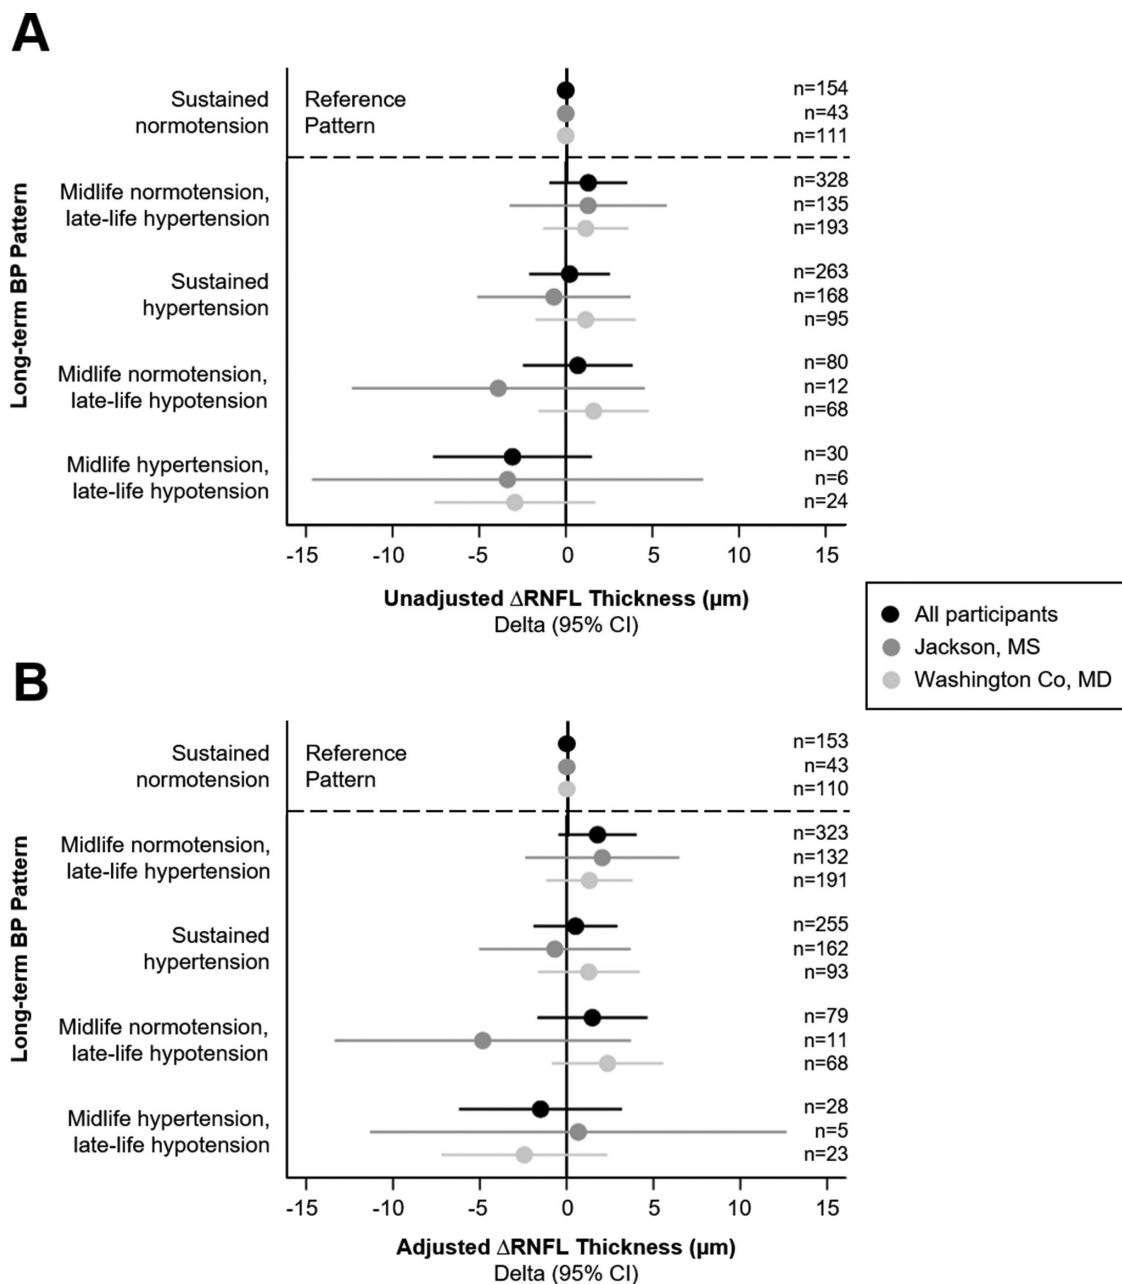 A
Sustained
normotension
Reference
Pattern
n=154
n=43
n=111
Long-term BP Pattern
Midlife normotension,
late-life hypertension
n=328
n=135
n=193
Sustained
hypertension
n=263
n=168
n=95
Midlife normotension,
late-life hypotension
n=80
n=12
n=68
Midlife hypertension,
late-life hypotension
n=30
n=6
n=24
-15 -10 -5 0 5 10 15
Unadjusted ΔRNFL Thickness (μm)
Delta (95% CI)
All participants
Jackson, MS
Washington Co, MD
B
Sustained
normotension
Reference
Pattern
n=153
n=43
n=110
Long-term BP Pattern
Midlife normotension,
late-life hypertension
n=323
n=132
n=191
Sustained
hypertension
n=255
n=162
n=93
Midlife normotension,
late-life hypotension
n=79
n=11
n=68
Midlife hypertension,
late-life hypotension
n=28
n=5
n=23
-15 -10 -5 0 5 10 15
Adjusted ΔRNFL Thickness (μm)
Delta (95% CI)